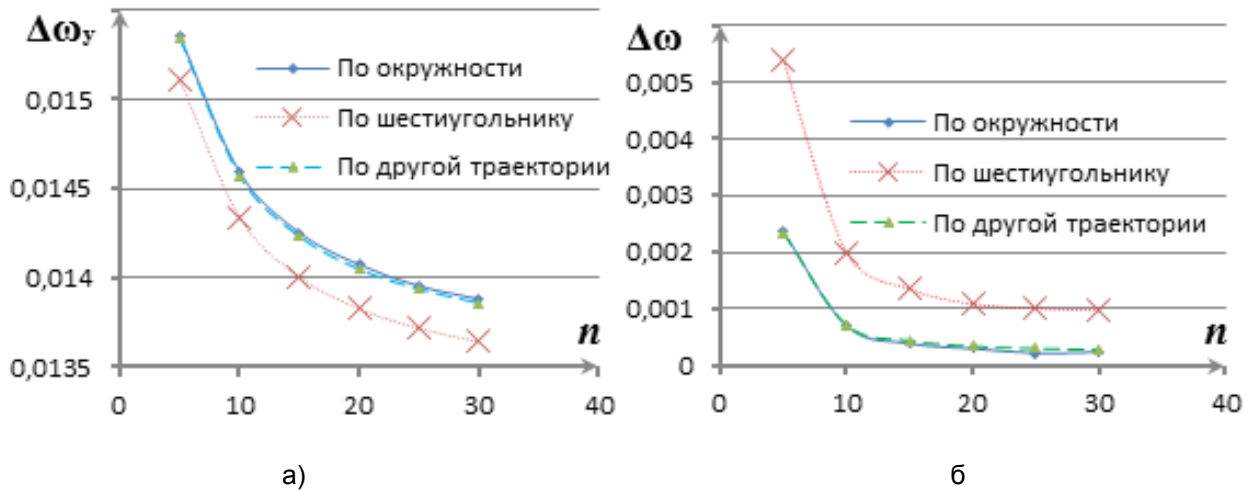 Δωᵧ
0,015
0,0145
0,014
0,0135
0
10
20
30
40
n
По окружности
По шестиугольнику
По другой траектории
а)
Δω
0,005
0,004
0,003
0,002
0,001
0
0
10
20
30
40
n
По окружности
По шестиугольнику
По другой траектории
б